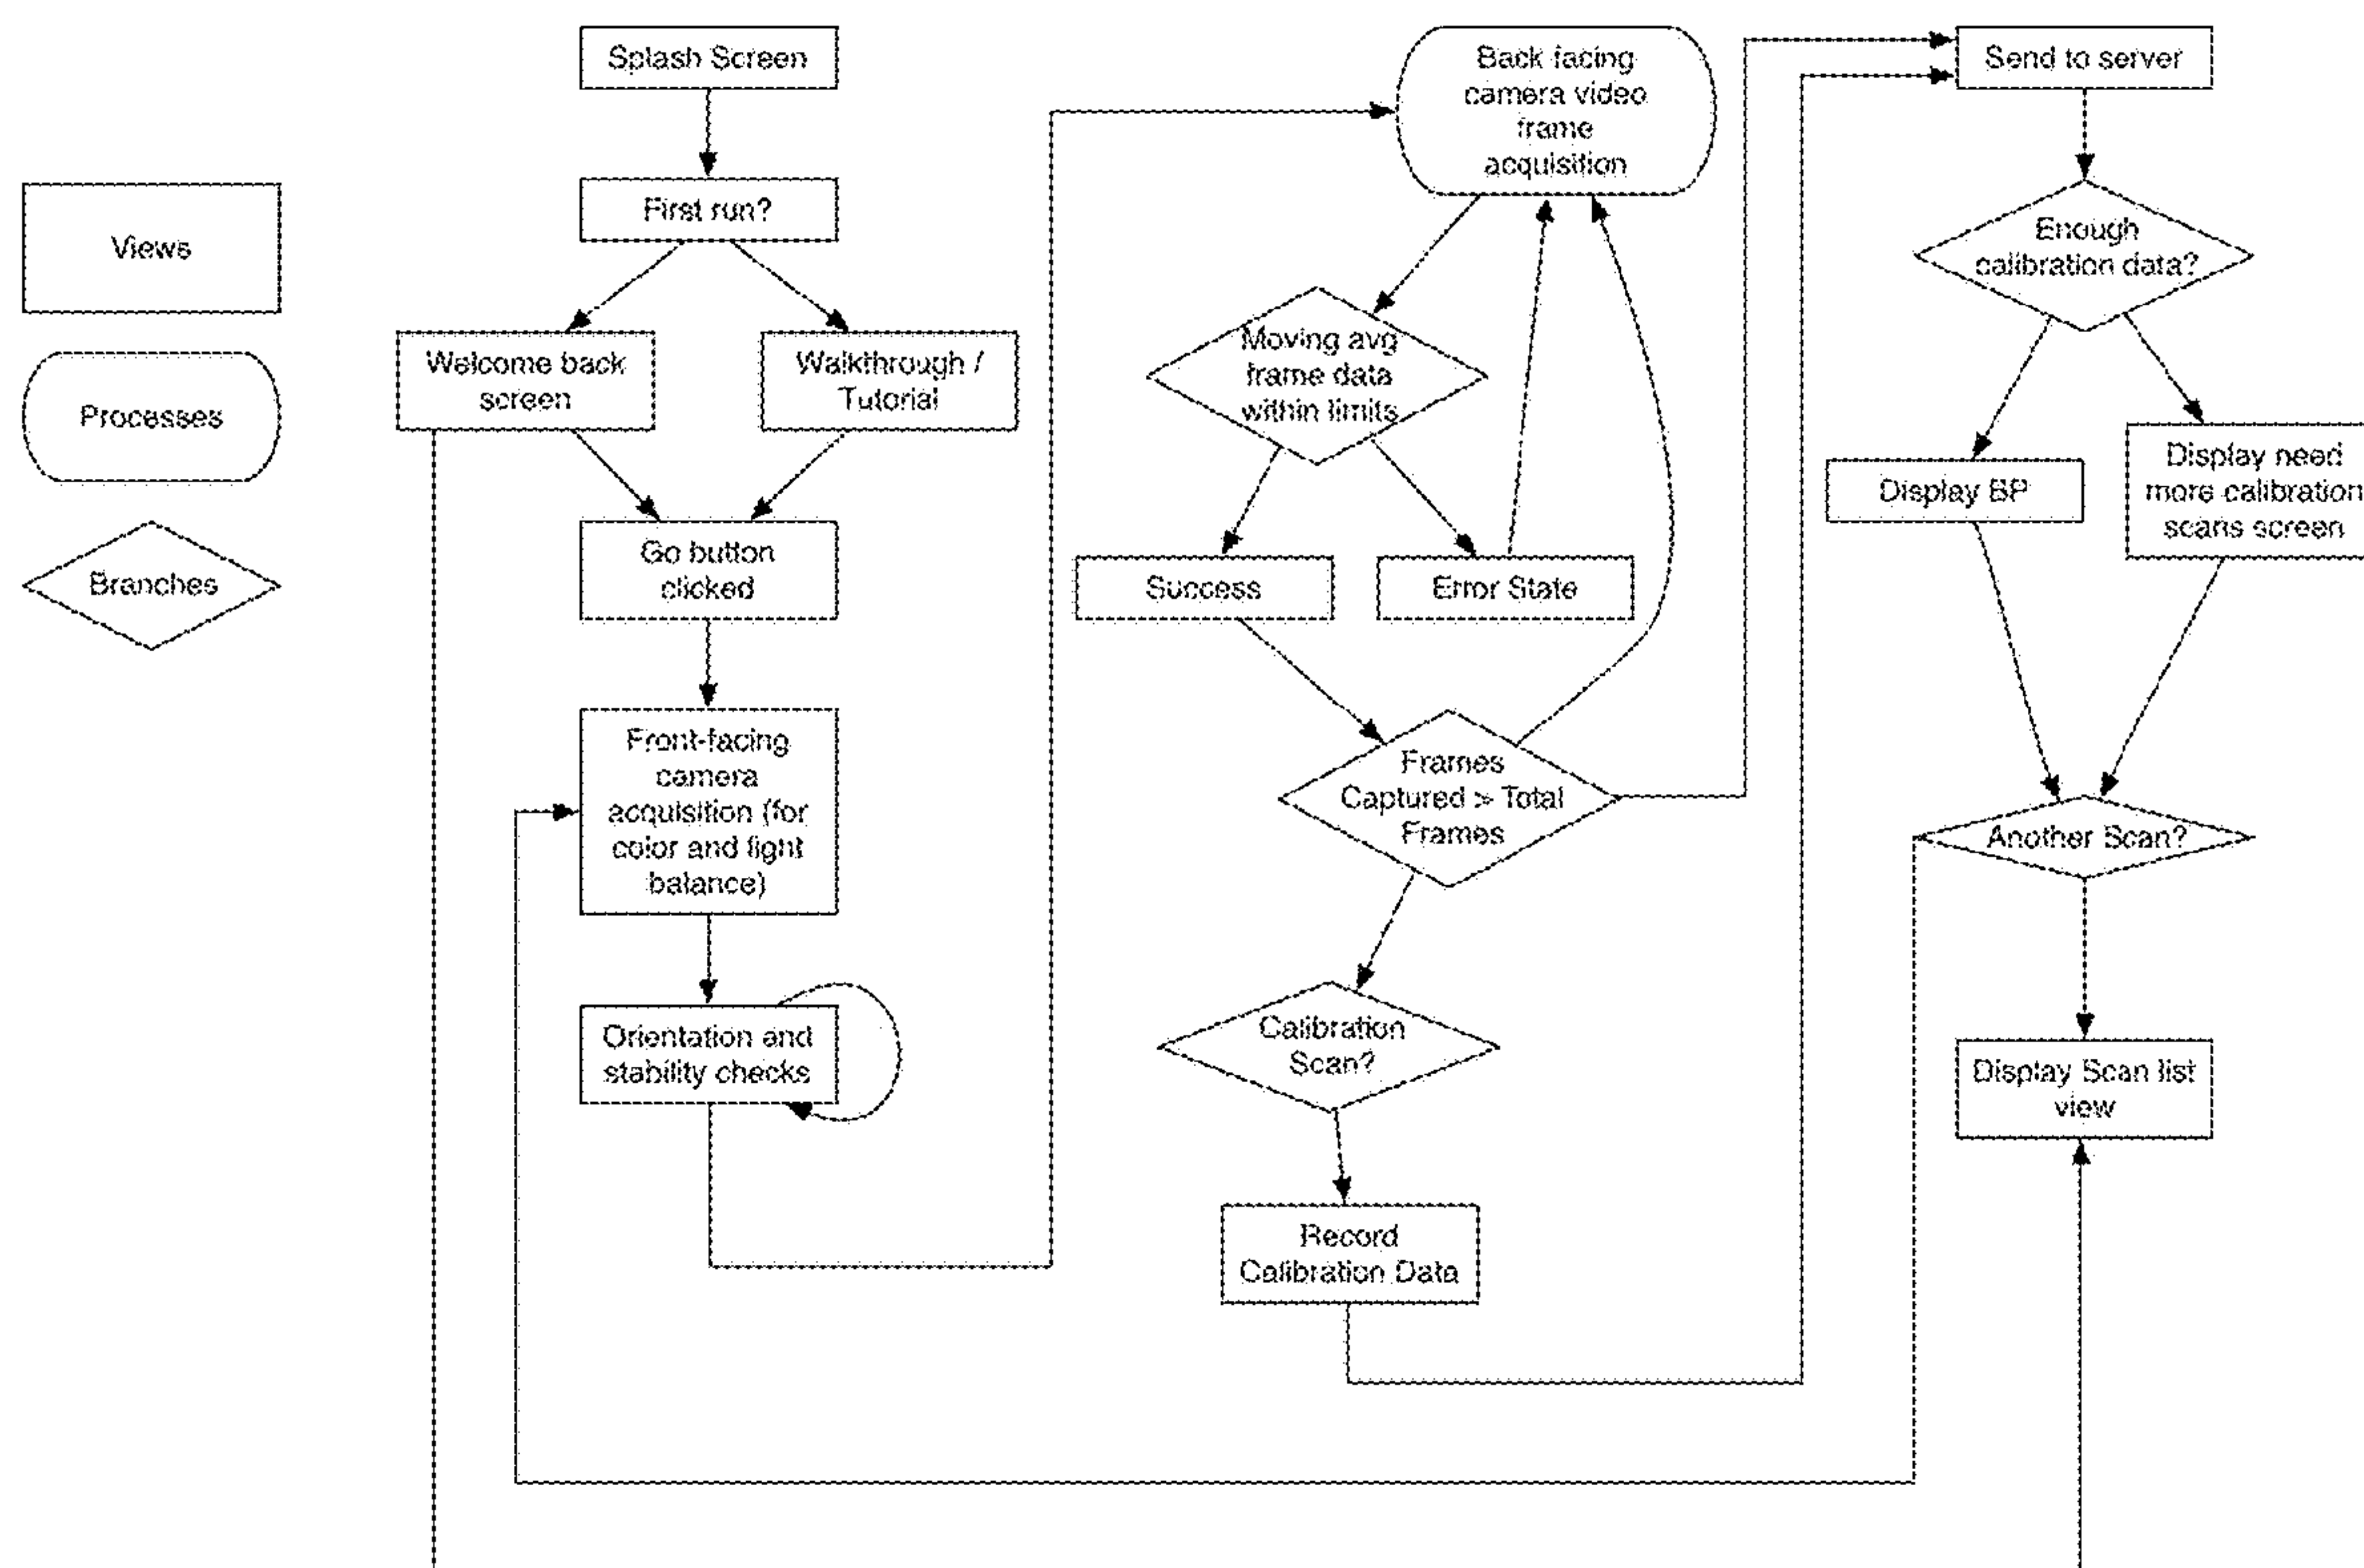 Views
Processes
Branches
Splash Screen
First run?
Welcome back
screen
Walkthrough /
Tutorial
Go button
clicked
Front-facing
camera
acquisition (for
color and light
balance)
Orientation and
stability checks
Back facing
camera video
frame
acquisition
Moving avg
frame data
within limits
Success
Error State
Frames
Captured > Total
Frames
Calibration
Scan?
Record
Calibration Data
Send to server
Enough
calibration data?
Display BP
Display need
more calibration
scans screen
Another Scan?
Display Scan list
view